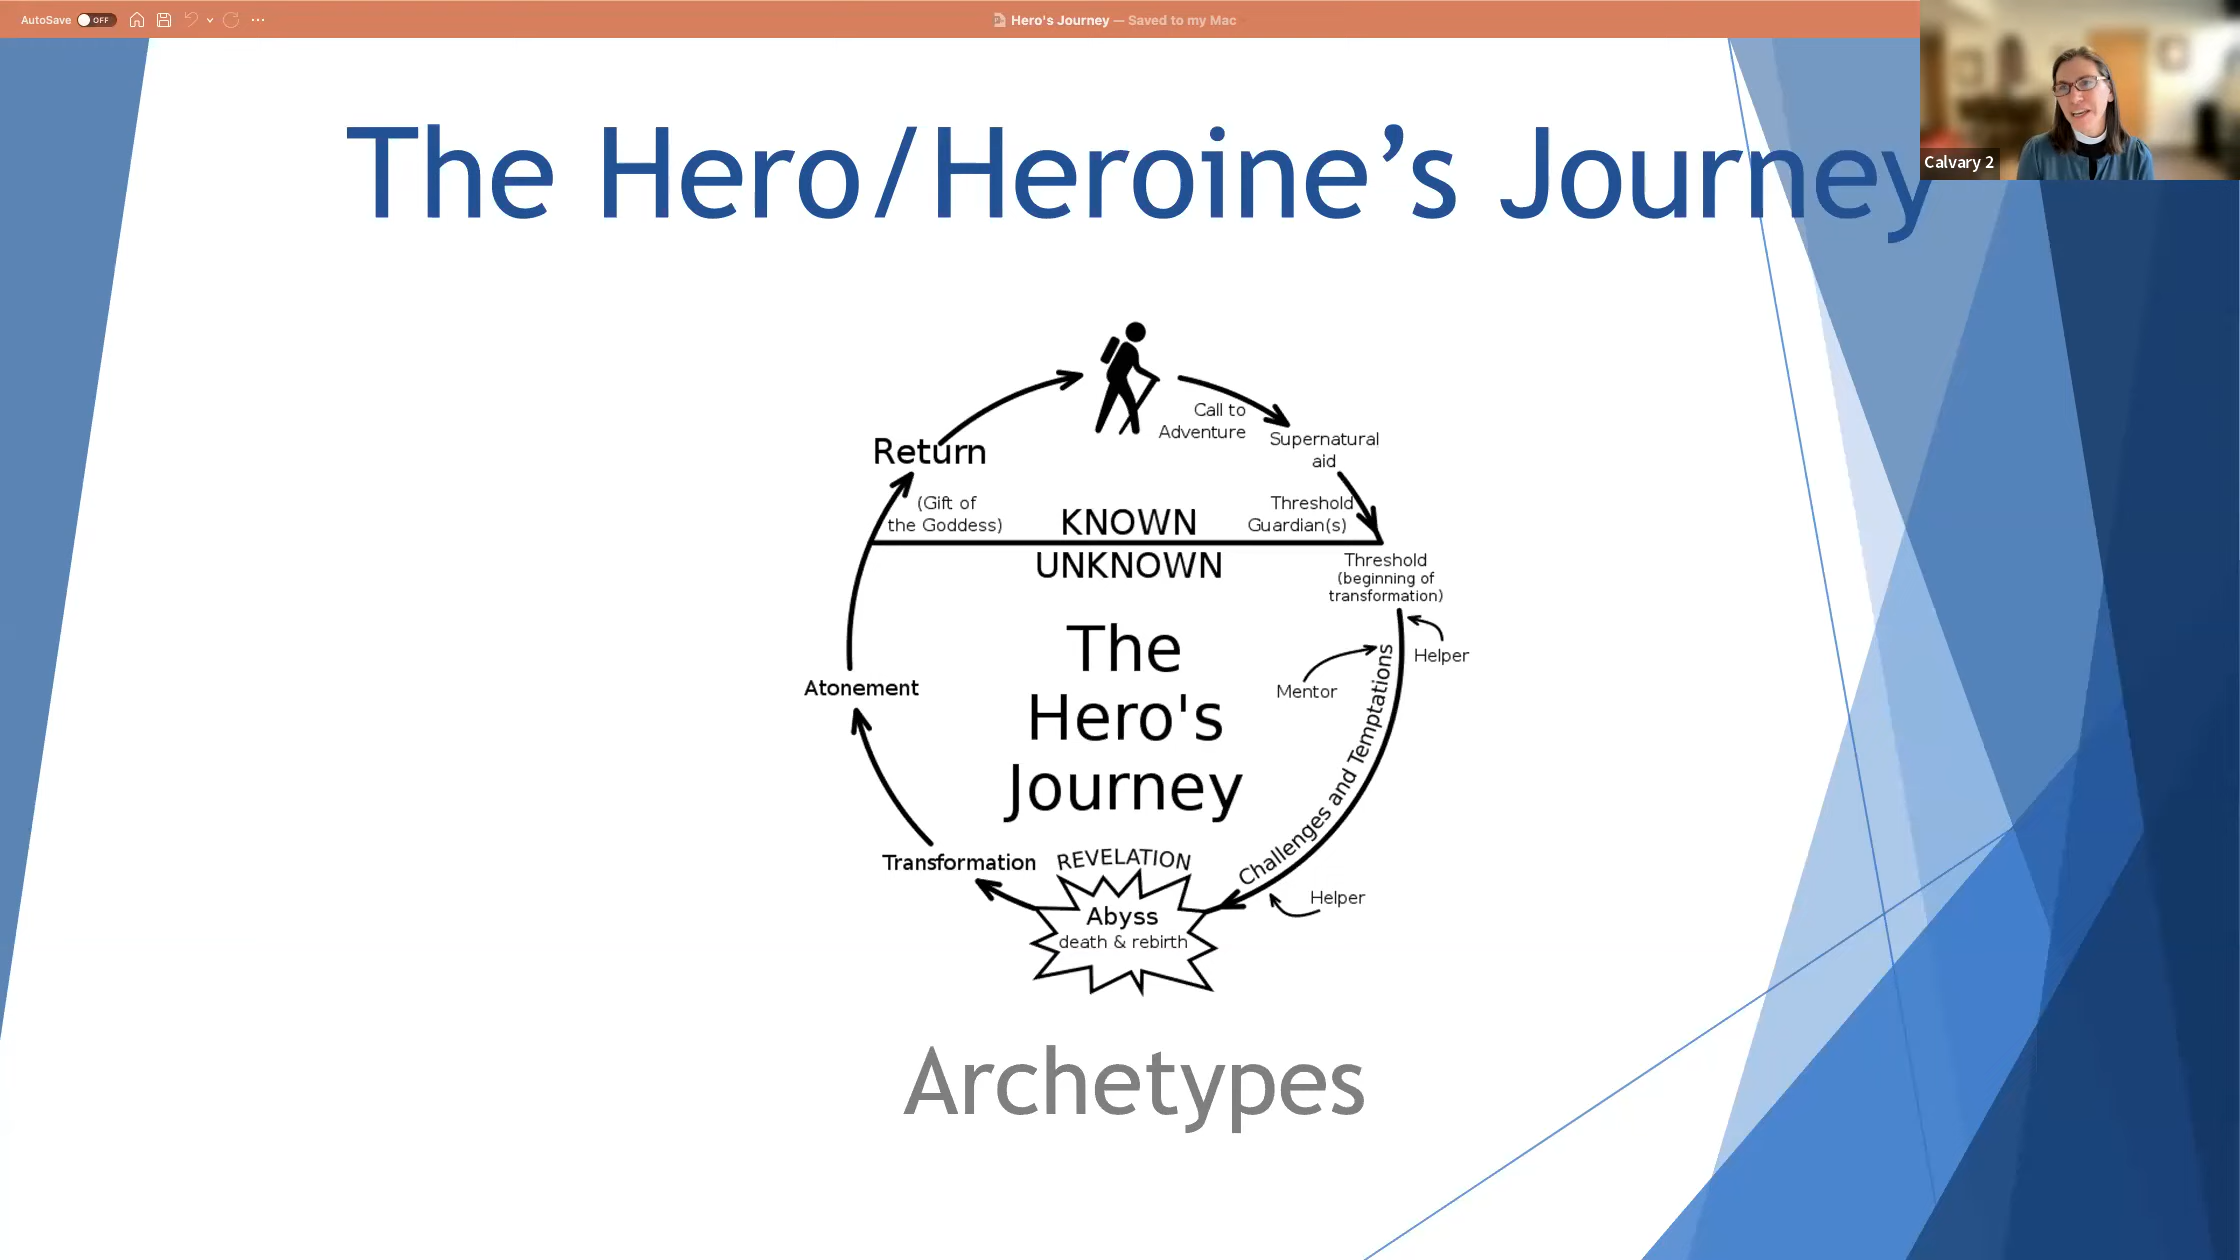 AutoSave OFF
Hero's Journey — Saved to my Mac
Calvary 2
The Hero/Heroine’s Journey
Call to
Adventure
Supernatural
aid
Return
(Gift of
the Goddess)
KNOWN
Threshold
Guardian(s)
UNKNOWN
Threshold
(beginning of
transformation)
Helper
Mentor
The
Hero's
Journey
Challenges and Temptations
Atonement
Transformation
REVELATION
Abyss
death & rebirth
Helper
Archetypes